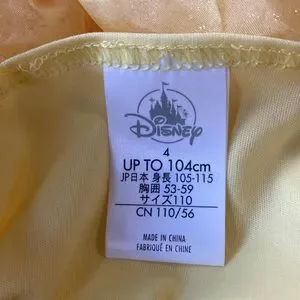 Disney
4
UP TO 104cm
JP日本 身長 105-115
胸囲 53-59
サイズ110
CN 110/56
MADE IN CHINA
FABRIQUÉ EN CHINE